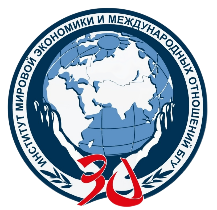 ИНСТИТУТ МИРОВОЙ ЭКОНОМИКИ И МЕЖДУНАРОДНЫХ ОТНОШЕНИЙ БГУ
30